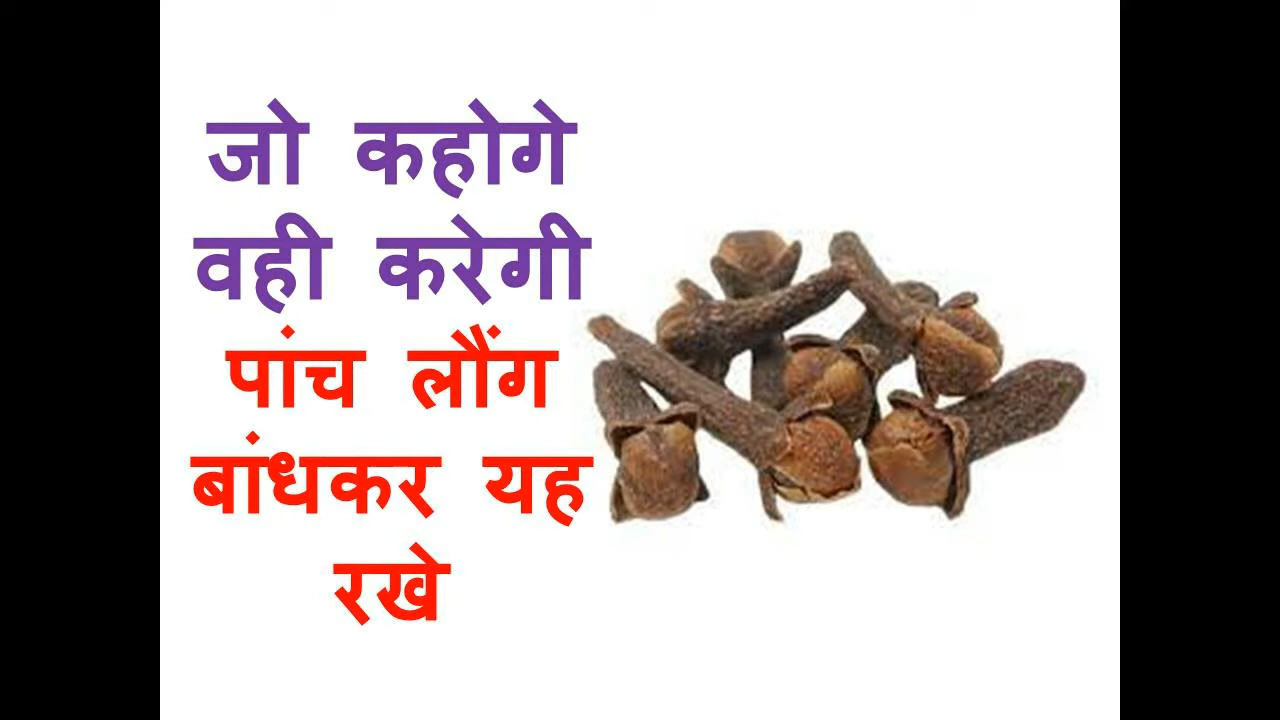 जो कहोगे
वही करेगी
पांच लौंग
बांधकर यह
रखे